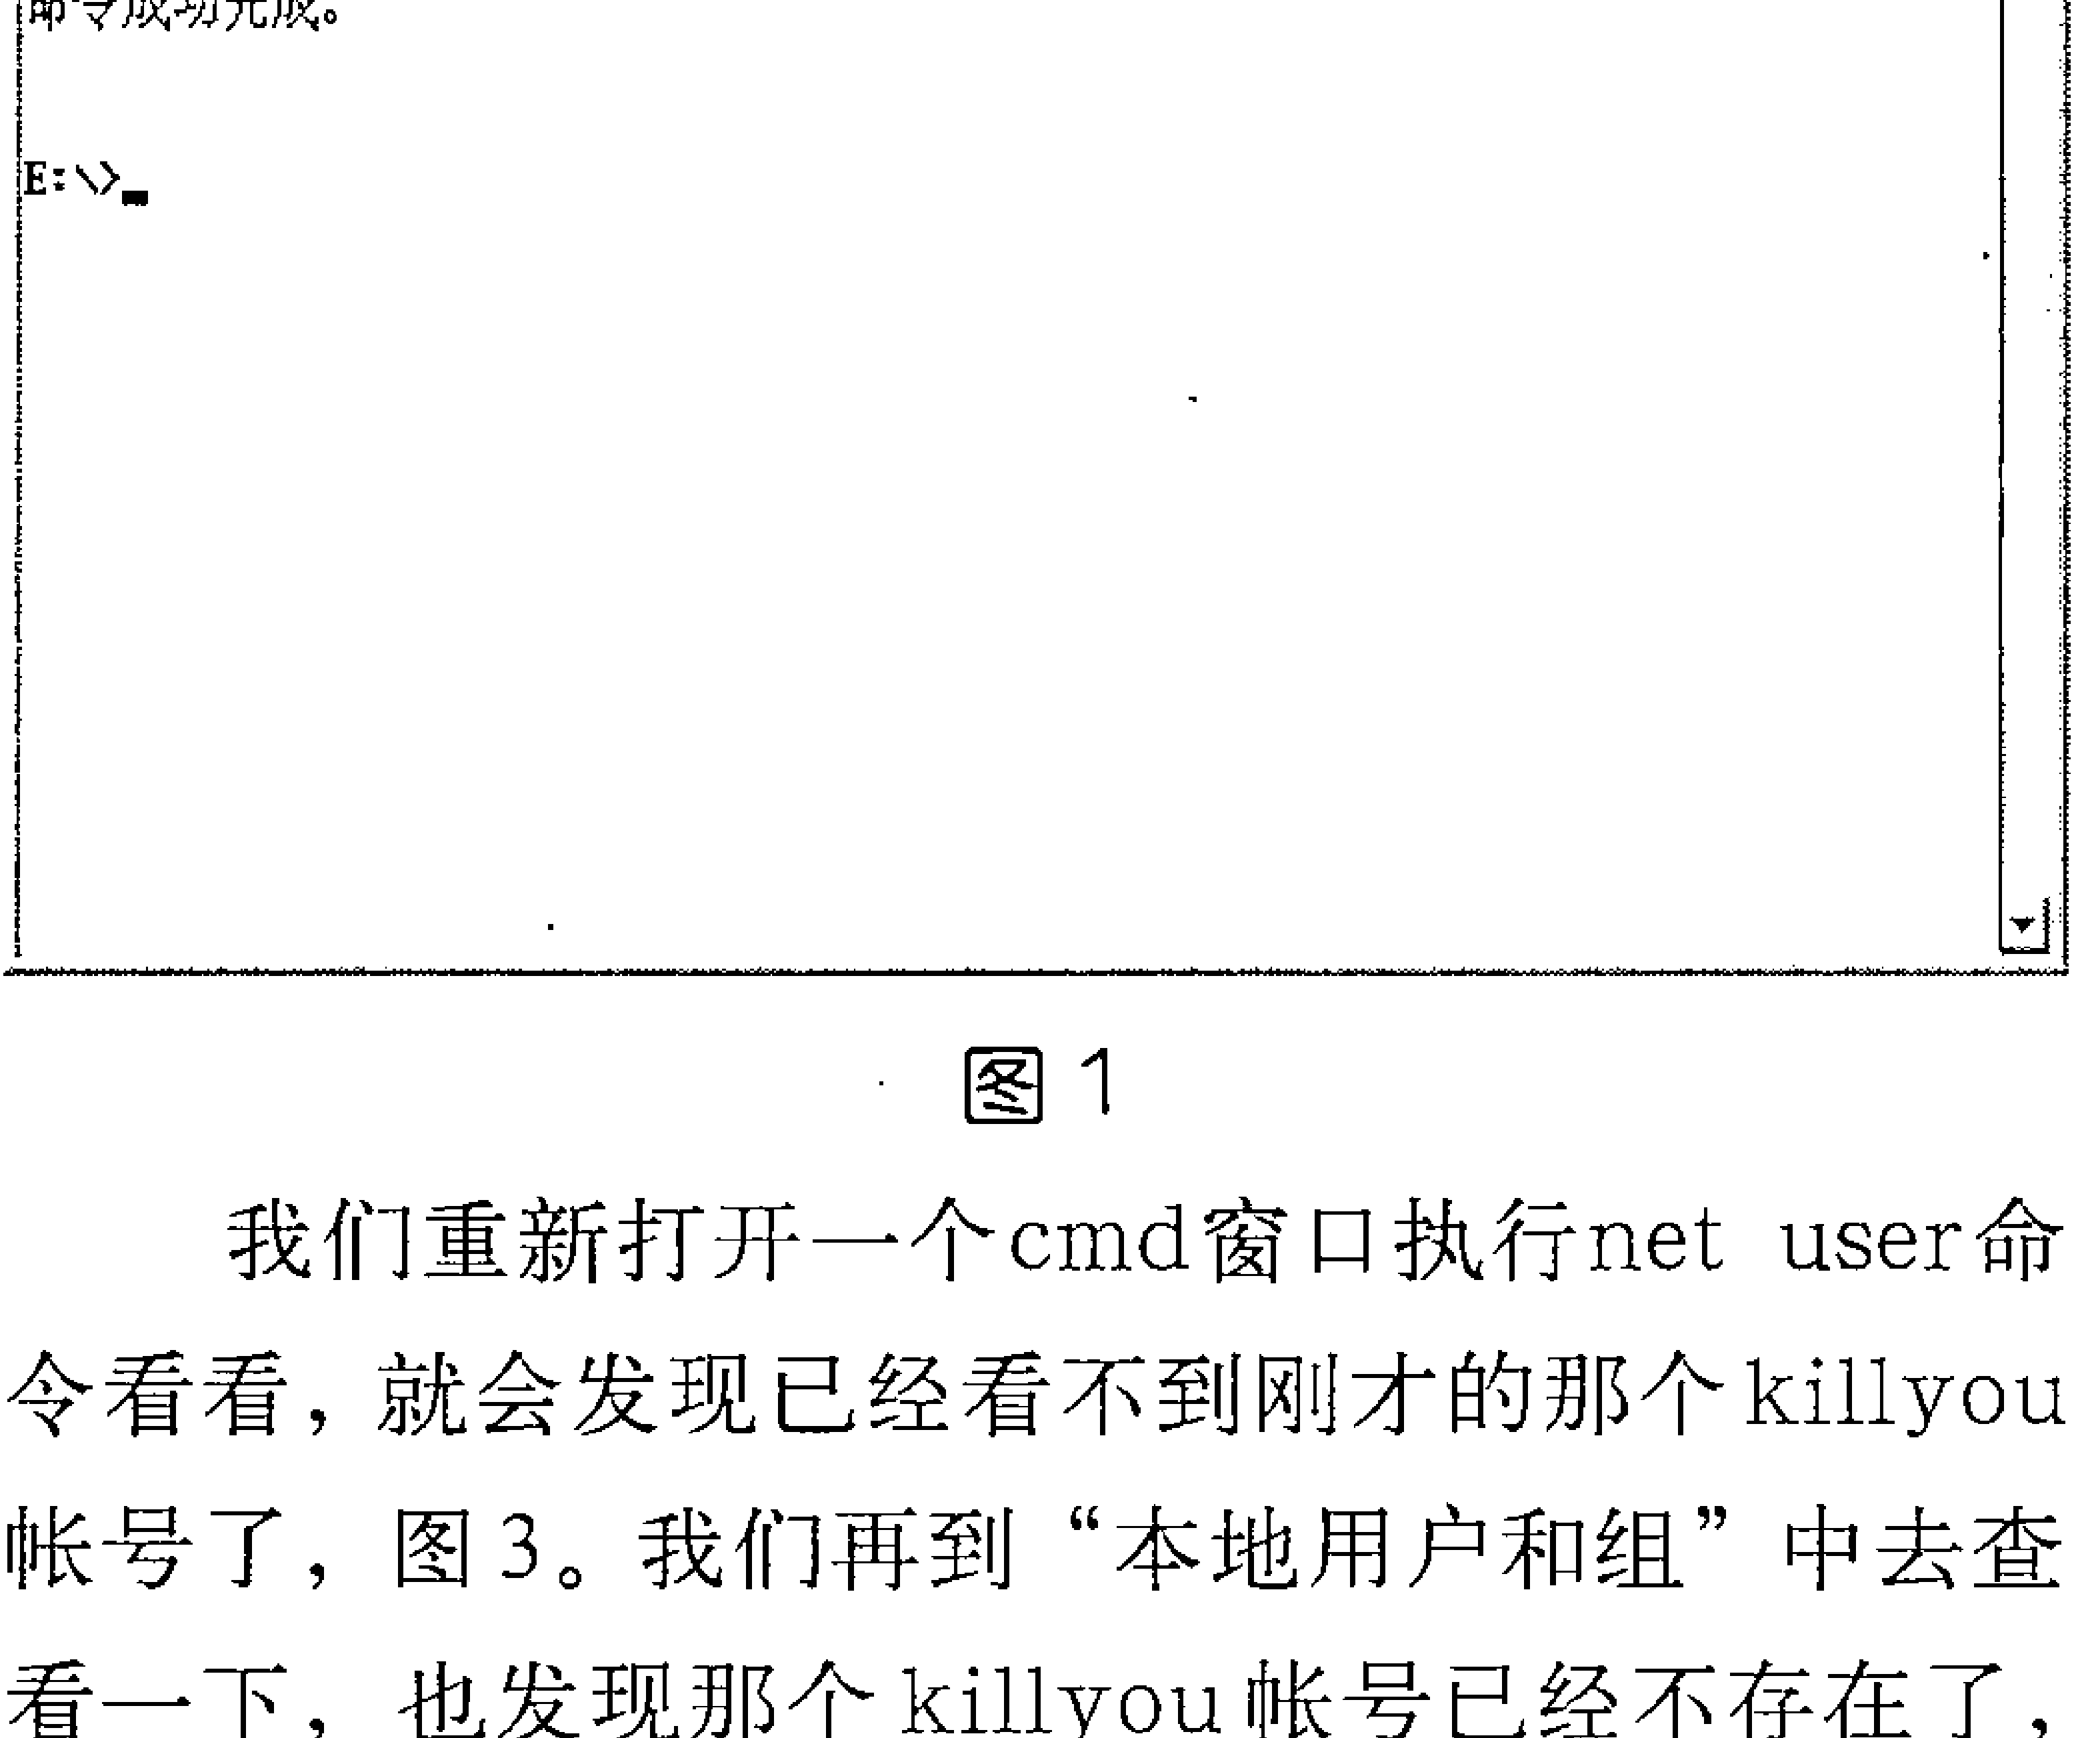 命令成功完成。
E:\>
图 1
我们重新打开一个cmd窗口执行net user命
令看看，就会发现已经看不到刚才的那个killyou
帐号了，图 3。我们再到“本地用户和组”中去查
看一下，也发现那个killyou帐号已经不存在了，